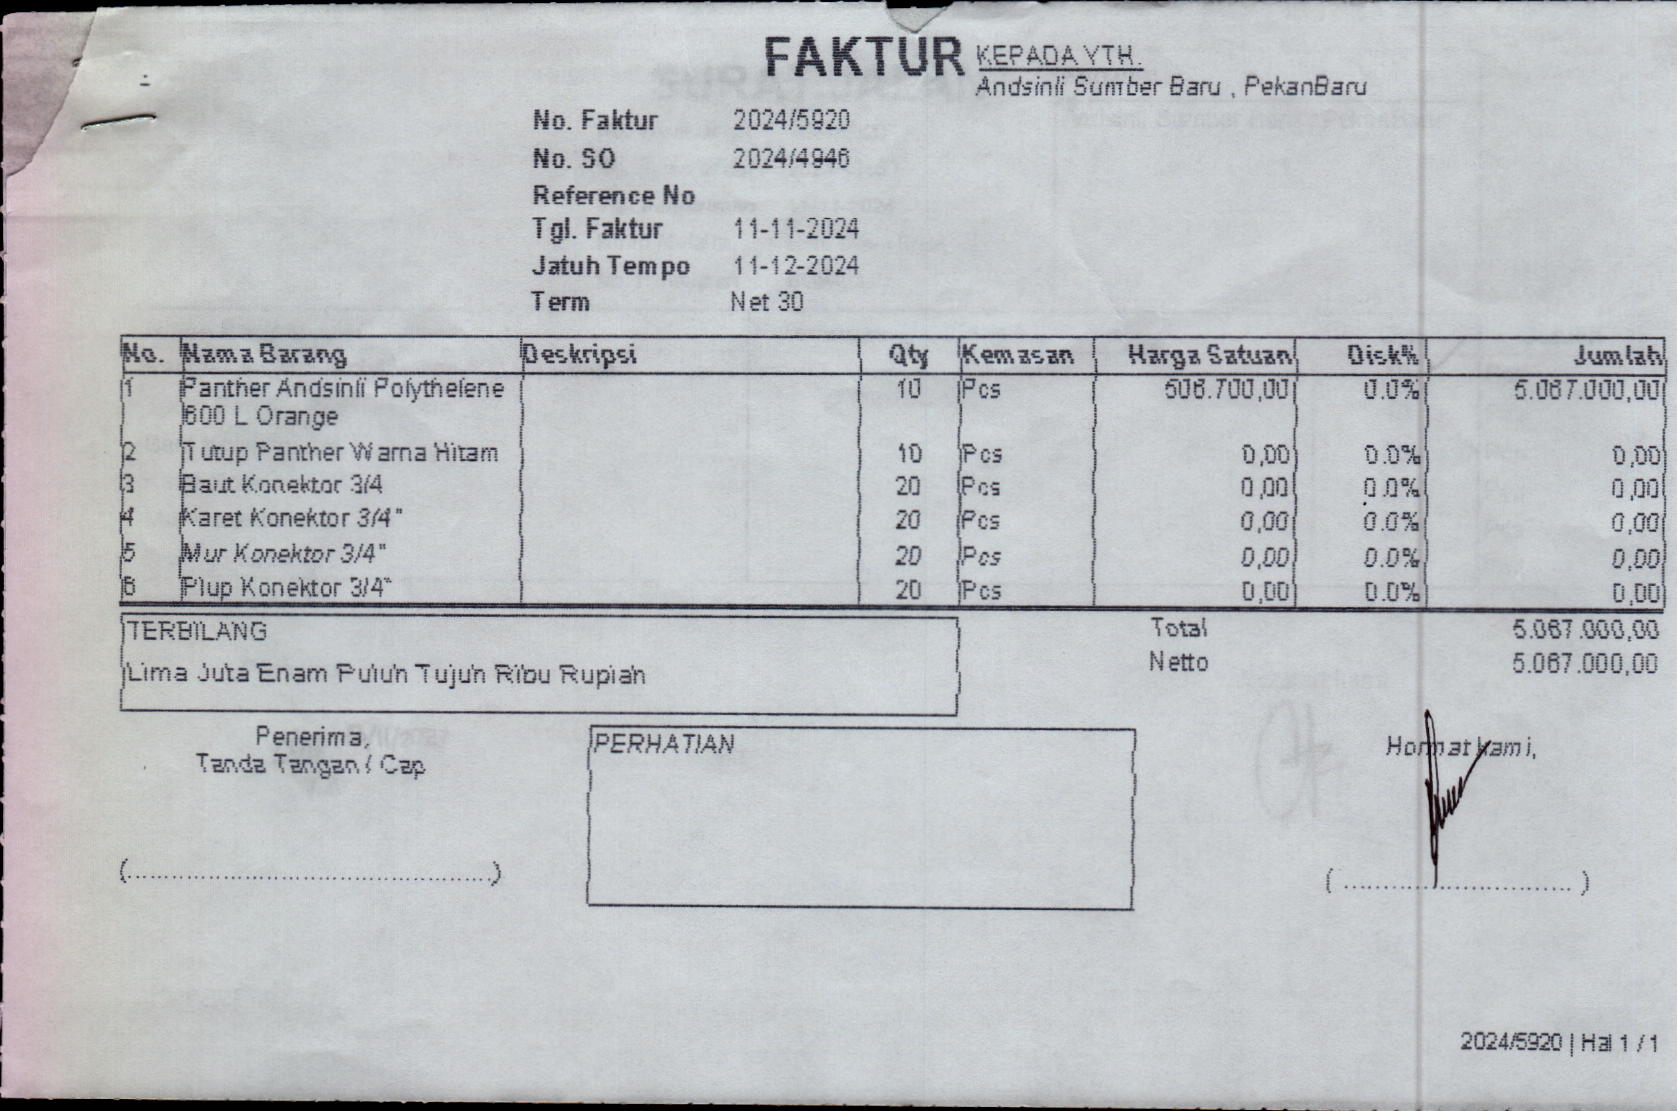 FAKTUR
KEPADA YTH.
Andsinli Sumber Baru , PekanBaru
No. Faktur 2024/5920
No. SO 2024/4946
Reference No
Tgl. Faktur 11-11-2024
Jatuh Tempo 11-12-2024
Term Net 30
No. Nama Barang Deskripsi Qty Kemasan Harga Satuan Disk% Jumlah
1 Panther Andsinli Polythelene 10 Pcs 506.700,00 0.0% 5.067.000,00
600 L Orange
2 Tutup Panther Warna Hitam 10 Pcs 0,00 0.0% 0,00
3 Baut Konektor 3/4 20 Pcs 0,00 0.0% 0,00
4 Karet Konektor 3/4" 20 Pcs 0,00 0.0% 0,00
5 Mur Konektor 3/4" 20 Pcs 0,00 0.0% 0,00
6 Plup Konektor 3/4" 20 Pcs 0,00 0.0% 0,00
TERBILANG
Lima Juta Enam Puluh Tujuh Ribu Rupiah
Total 5.067.000,00
Netto 5.067.000,00
Penerima,
Tanda Tangan / Cap
PERHATIAN
Hormat kami,
(................................................)
( .............................. )
2024/5920 | Hal 1 / 1